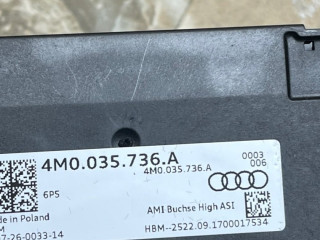 4M0.035.736.A
4M0.035.736.A
0003
006
6PS
de in Poland
AMI Buchse High ASI
M
7-26-0033-14
HBM-2522.09.1700017534